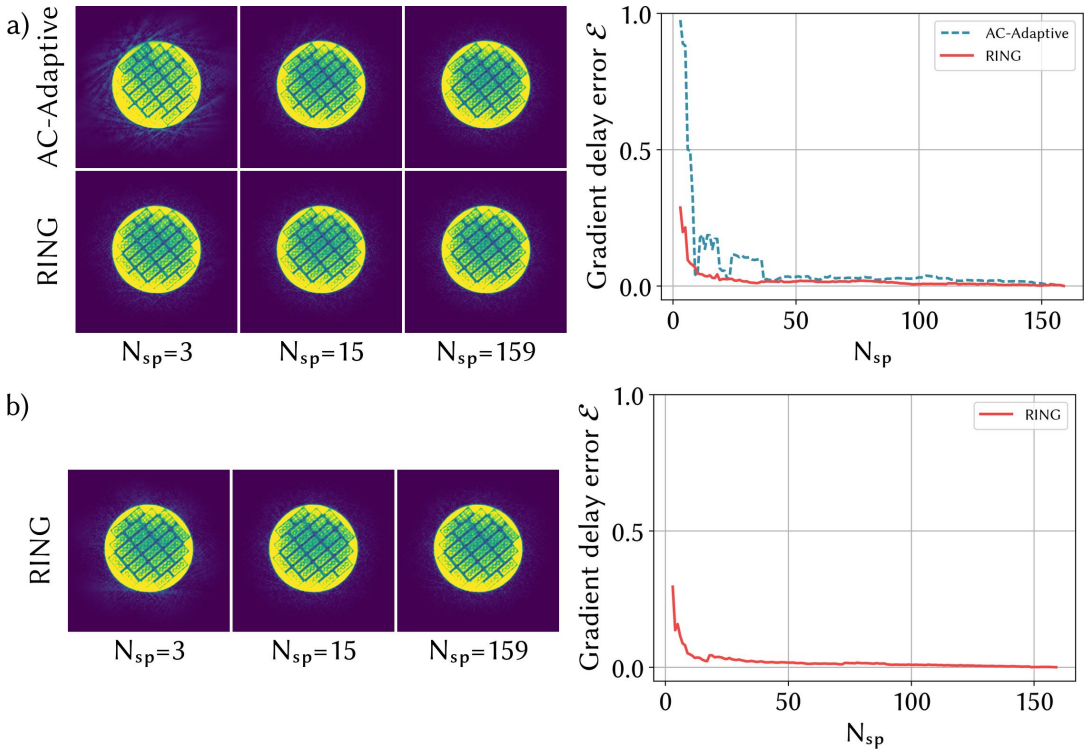 a)
AC-Adaptive
RING
N_sp=3
N_sp=15
N_sp=159
Gradient delay error ℰ
1.0
0.5
0.0
AC-Adaptive
RING
0
50
100
150
N_sp
b)
RING
N_sp=3
N_sp=15
N_sp=159
Gradient delay error ℰ
1.0
0.5
0.0
RING
0
50
100
150
N_sp